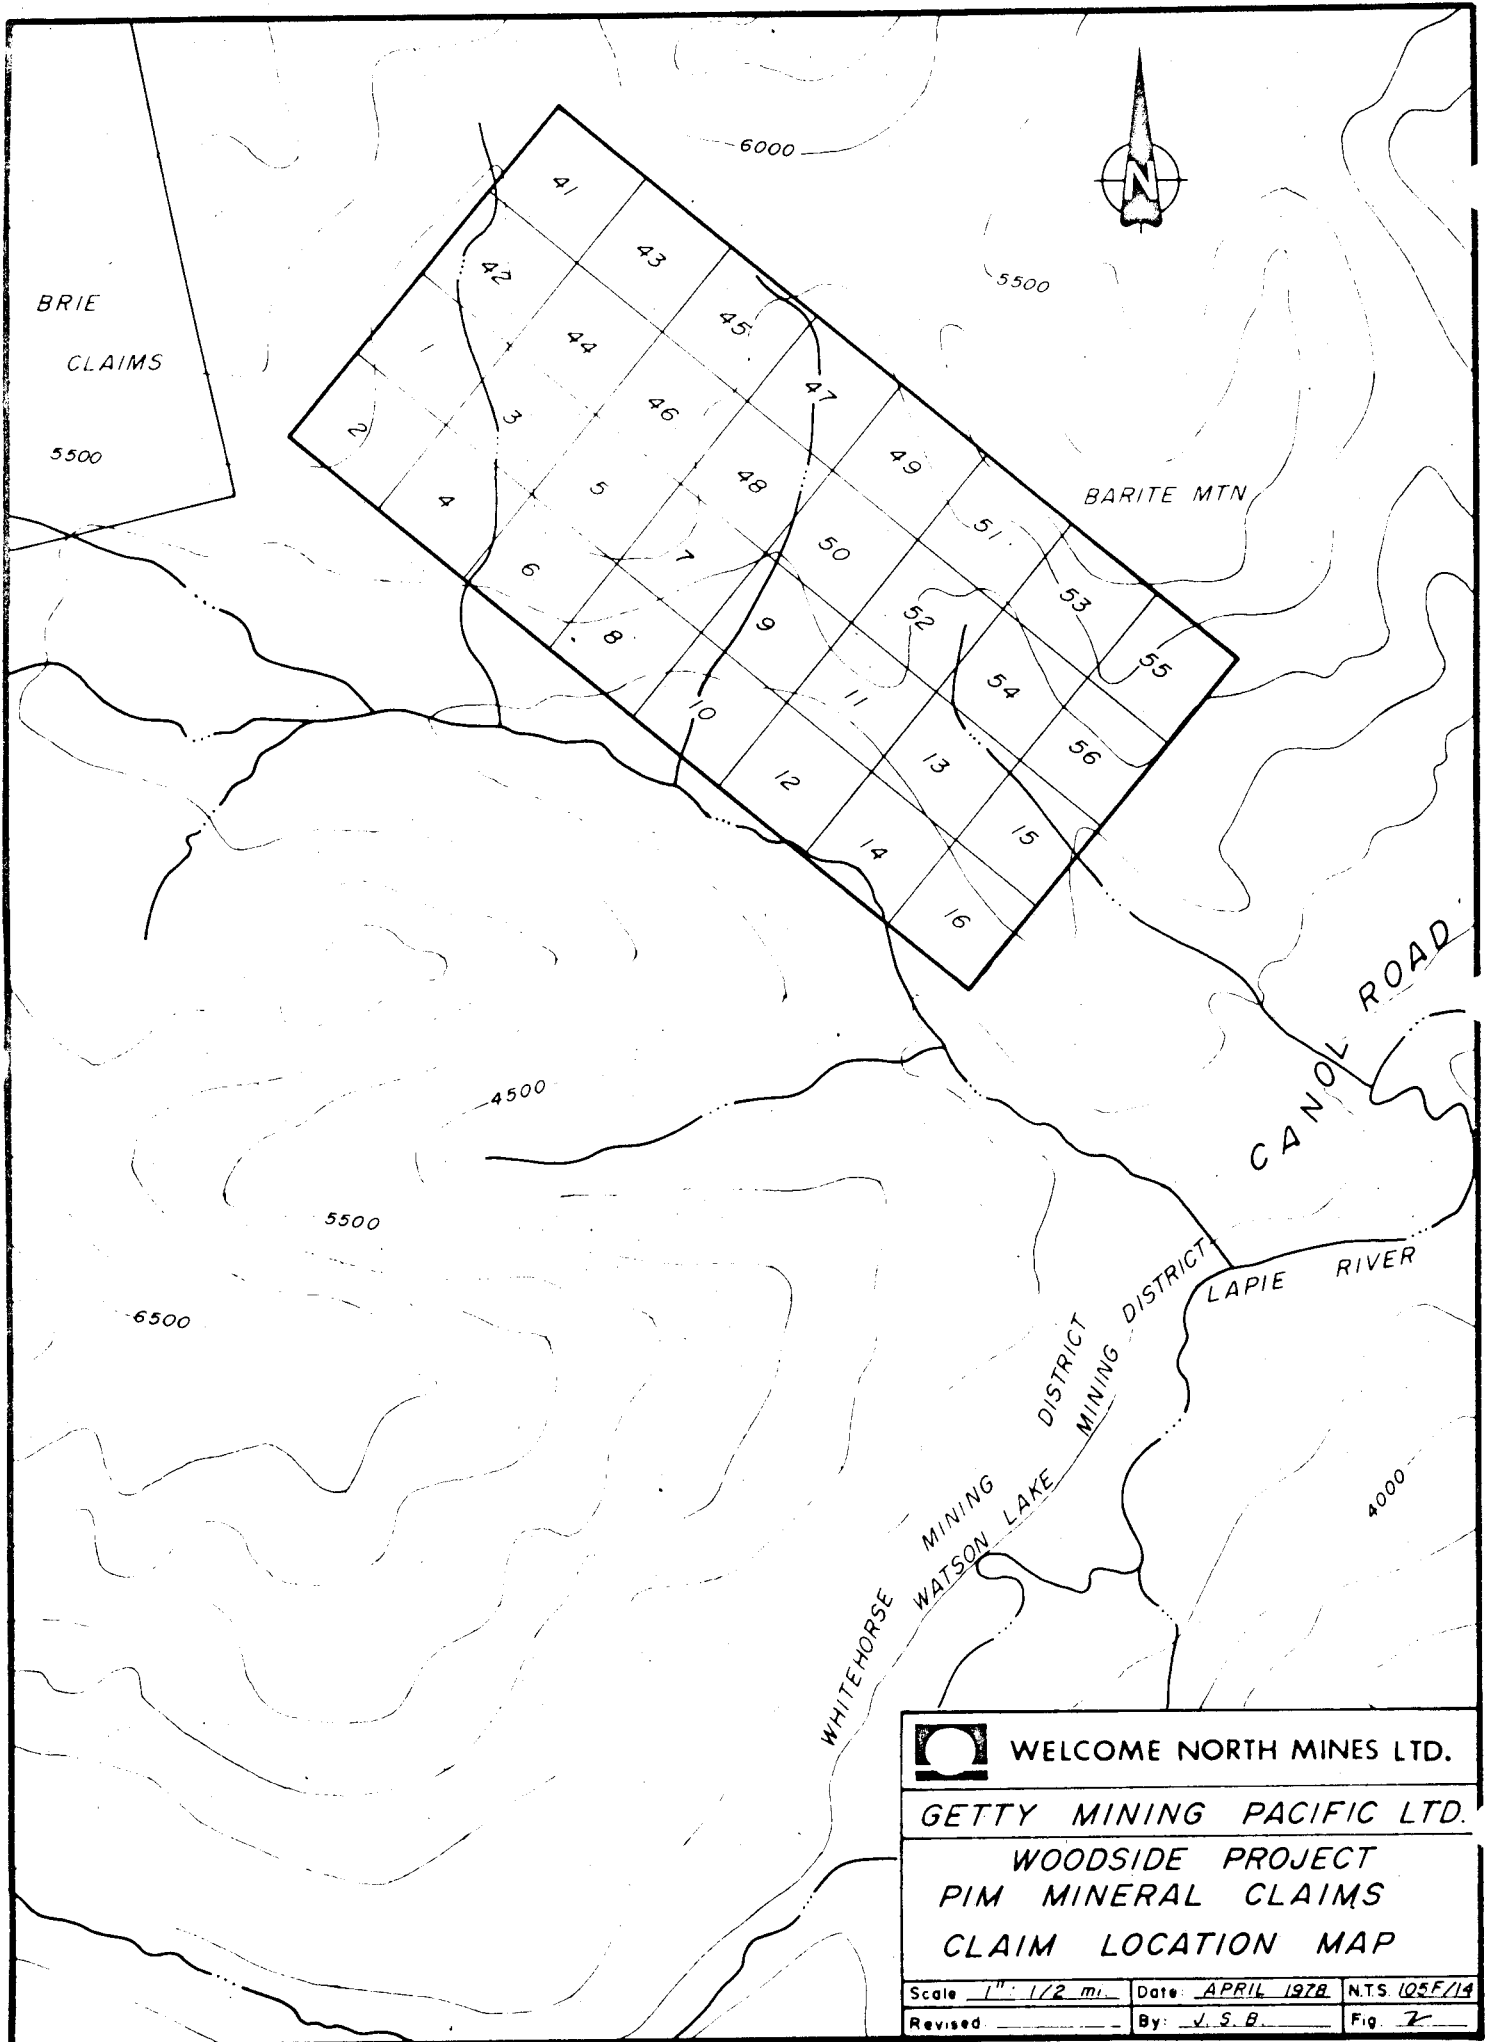 6000
N
5500
BRIE
CLAIMS
5500
BARITE MTN
41
42
43
44
45
46
47
48
49
50
51
52
53
54
55
56
2
3
4
5
6
7
8
9
10
11
12
13
14
15
16
CANOL ROAD
4500
5500
6500
LAPIE RIVER
WHITEHORSE MINING DISTRICT
WATSON LAKE MINING DISTRICT
4000
WELCOME NORTH MINES LTD.
GETTY MINING PACIFIC LTD.
WOODSIDE PROJECT
PIM MINERAL CLAIMS
CLAIM LOCATION MAP
Scale 1": 1/2 mi. Date: APRIL 1978 N.T.S. 105F/14
Revised By: J.S.B. Fig. 2